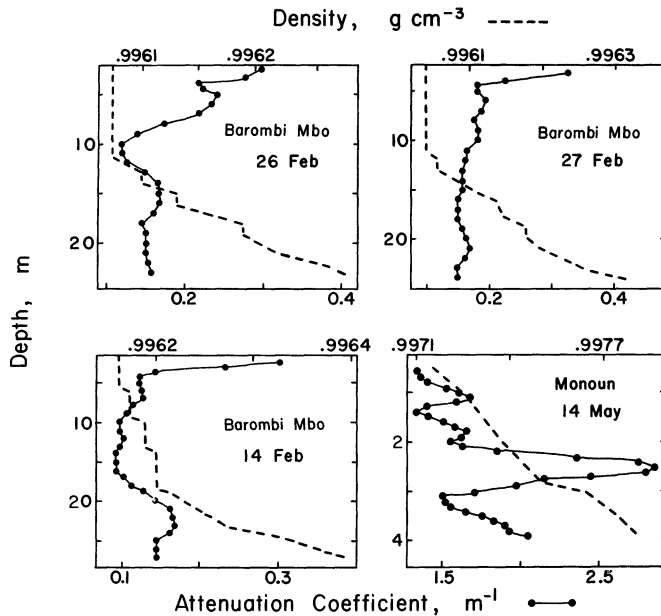 Density, g cm⁻³
.9961 .9962
Barombi Mbo
26 Feb
10
20
0.2 0.4
.9961 .9963
Barombi Mbo
27 Feb
10
20
0.2 0.4
Depth, m
.9962 .9964
Barombi Mbo
14 Feb
10
20
0.1 0.3
.9971 .9977
Monoun
14 May
2
4
1.5 2.5
Attenuation Coefficient, m⁻¹